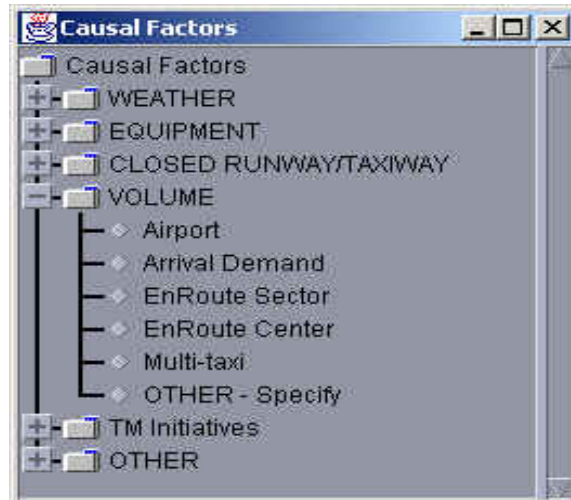 Causal Factors
Causal Factors
WEATHER
EQUIPMENT
CLOSED RUNWAY/TAXIWAY
VOLUME
Airport
Arrival Demand
EnRoute Sector
EnRoute Center
Multi-taxi
OTHER - Specify
TM Initiatives
OTHER